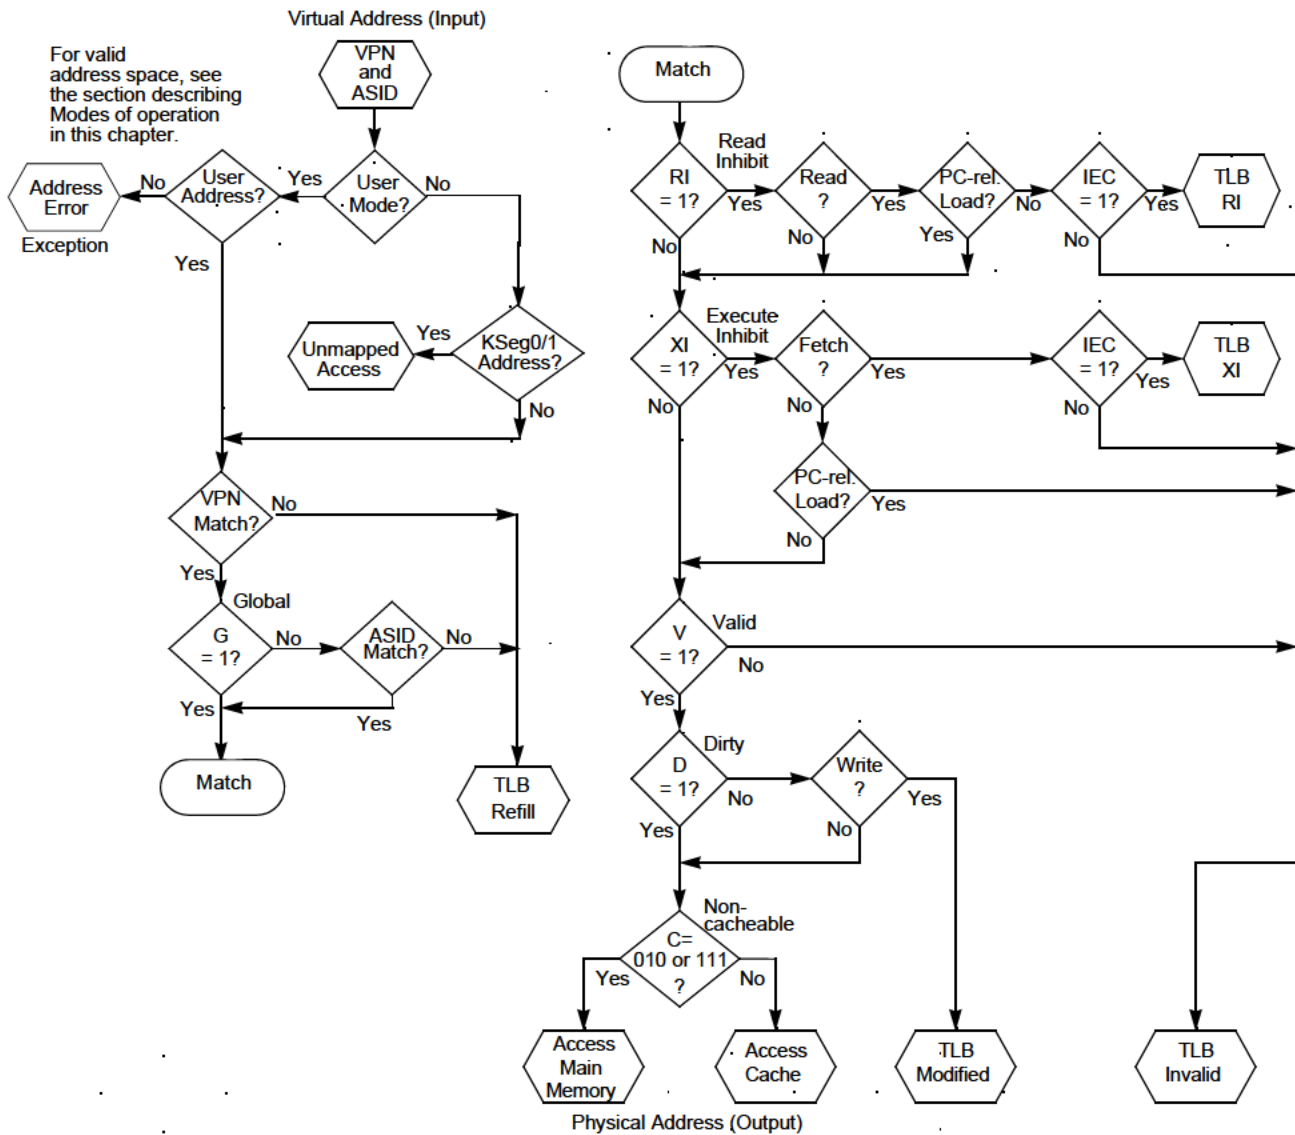 Virtual Address (Input)
For valid
address space, see
the section describing
Modes of operation
in this chapter.
VPN
and
ASID
User
Mode?
Yes
No
User
Address?
No
Yes
Address
Error
Exception
KSeg0/1
Address?
Yes
No
Unmapped
Access
VPN
Match?
No
Yes
Global
G
= 1?
No
Yes
ASID
Match?
No
Yes
Match
TLB
Refill
Match
Read
Inhibit
RI
= 1?
Yes
No
Read
?
Yes
No
PC-rel.
Load?
No
Yes
IEC
= 1?
Yes
No
TLB
RI
Execute
Inhibit
XI
= 1?
Yes
No
Fetch
?
Yes
No
IEC
= 1?
Yes
No
TLB
XI
PC-rel.
Load?
Yes
No
Valid
V
= 1?
No
Yes
Dirty
D
= 1?
No
Yes
Write
?
Yes
No
Non-
cacheable
C=
010 or 111
?
Yes
No
Access
Main
Memory
Access
Cache
TLB
Modified
TLB
Invalid
Physical Address (Output)